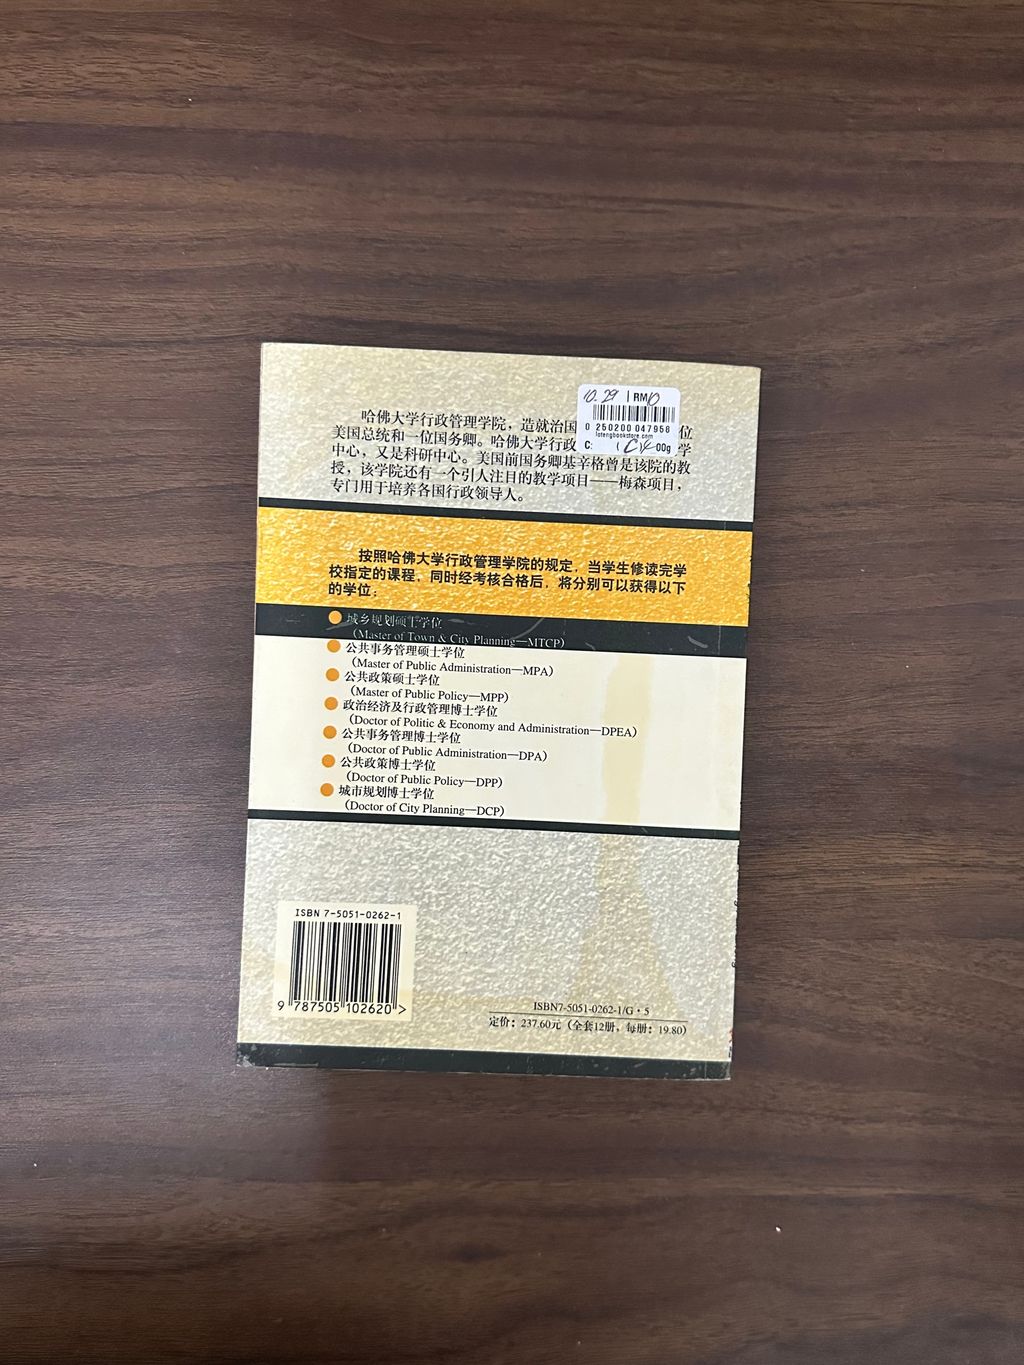 哈佛大学行政管理学院，造就治国 位
美国总统和一位国务卿。哈佛大学行政 学
中心，又是科研中心。美国前国务卿基辛格曾是该院的教
授，该学院还有一个引人注目的教学项目——梅森项目，
专门用于培养各国行政领导人。
10.29 RM10
0 250200 047958
1otengbookstore.com
C: 00g
按照哈佛大学行政管理学院的规定，当学生修读完学
校指定的课程，同时经考核合格后，将分别可以获得以下
的学位：
城乡规划硕士学位
（Master of Town & City Planning—MTCP）
公共事务管理硕士学位
（Master of Public Administration—MPA）
公共政策硕士学位
（Master of Public Policy—MPP）
政治经济及行政管理博士学位
（Doctor of Politic & Economy and Administration—DPEA）
公共事务管理博士学位
（Doctor of Public Administration—DPA）
公共政策博士学位
（Doctor of Public Policy—DPP）
城市规划博士学位
（Doctor of City Planning—DCP）
ISBN 7-5051-0262-1
9 787505 102620 >
ISBN7-5051-0262-1/G·5
定价：237.60元（全套12册，每册：19.80）